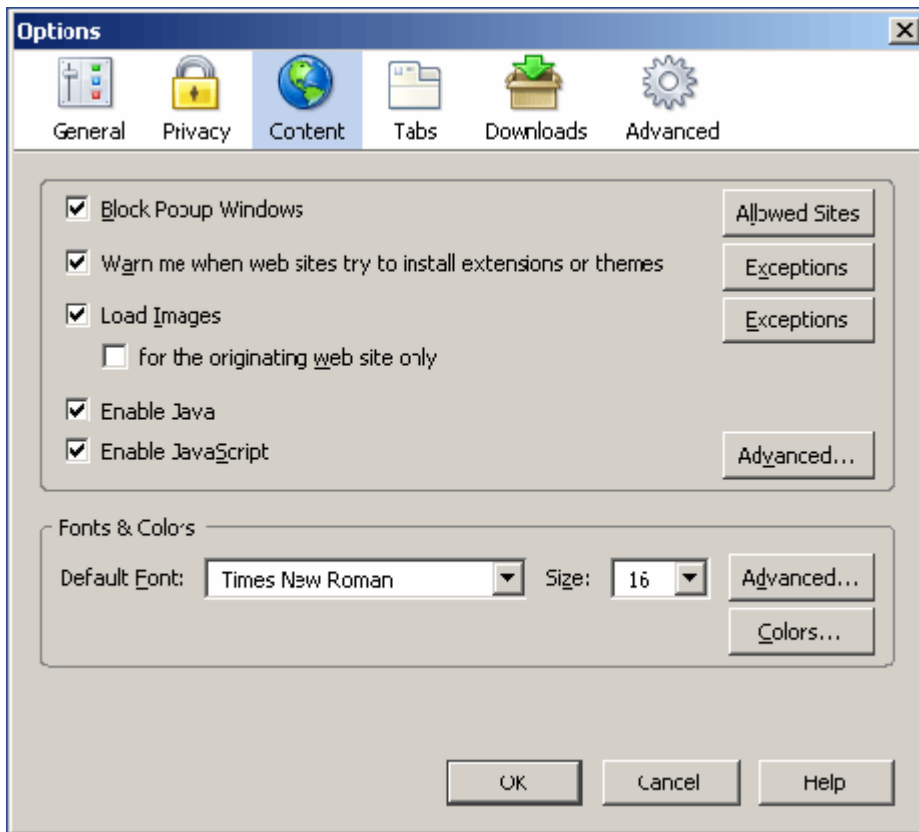 Options
General Privacy Content Tabs Downloads Advanced
Block Popup Windows Allowed Sites
Warn me when web sites try to install extensions or themes Exceptions
Load Images Exceptions
for the originating web site only
Enable Java
Enable JavaScript Advanced...
Fonts & Colors
Default Font: Times New Roman Size: 16 Advanced...
Colors...
OK Cancel Help